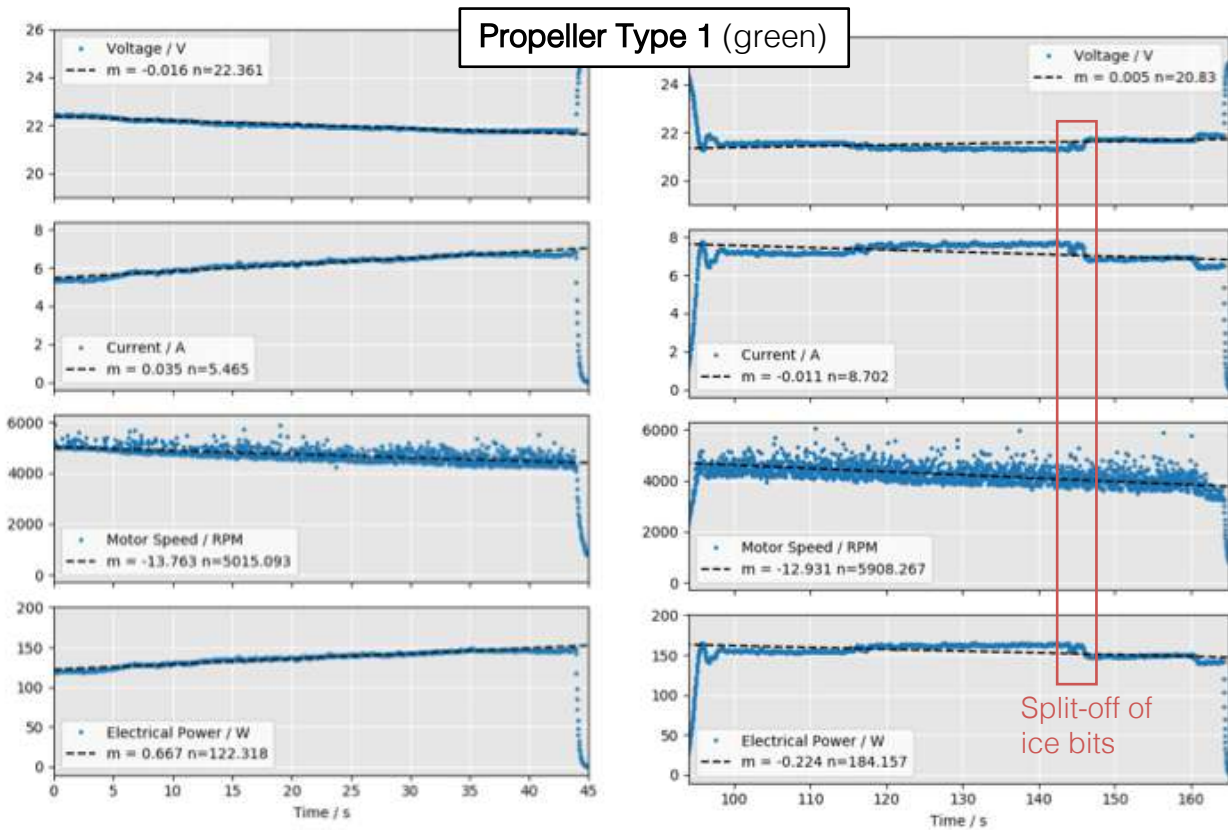 Propeller Type 1 (green)
26
24
22
20
Voltage / V
m = -0.016 n=22.361
8
6
4
2
0
Current / A
m = 0.035 n=5.465
6000
4000
2000
0
Motor Speed / RPM
m = -13.763 n=5015.093
200
150
100
50
0
Electrical Power / W
m = 0.667 n=122.318
0 5 10 15 20 25 30 35 40 45
Time / s
24
22
20
Voltage / V
m = 0.005 n=20.83
8
6
4
2
0
Current / A
m = -0.011 n=8.702
6000
4000
2000
0
Motor Speed / RPM
m = -12.931 n=5908.267
200
150
100
50
0
Electrical Power / W
m = -0.224 n=184.157
Split-off of
ice bits
100 110 120 130 140 150 160
Time / s